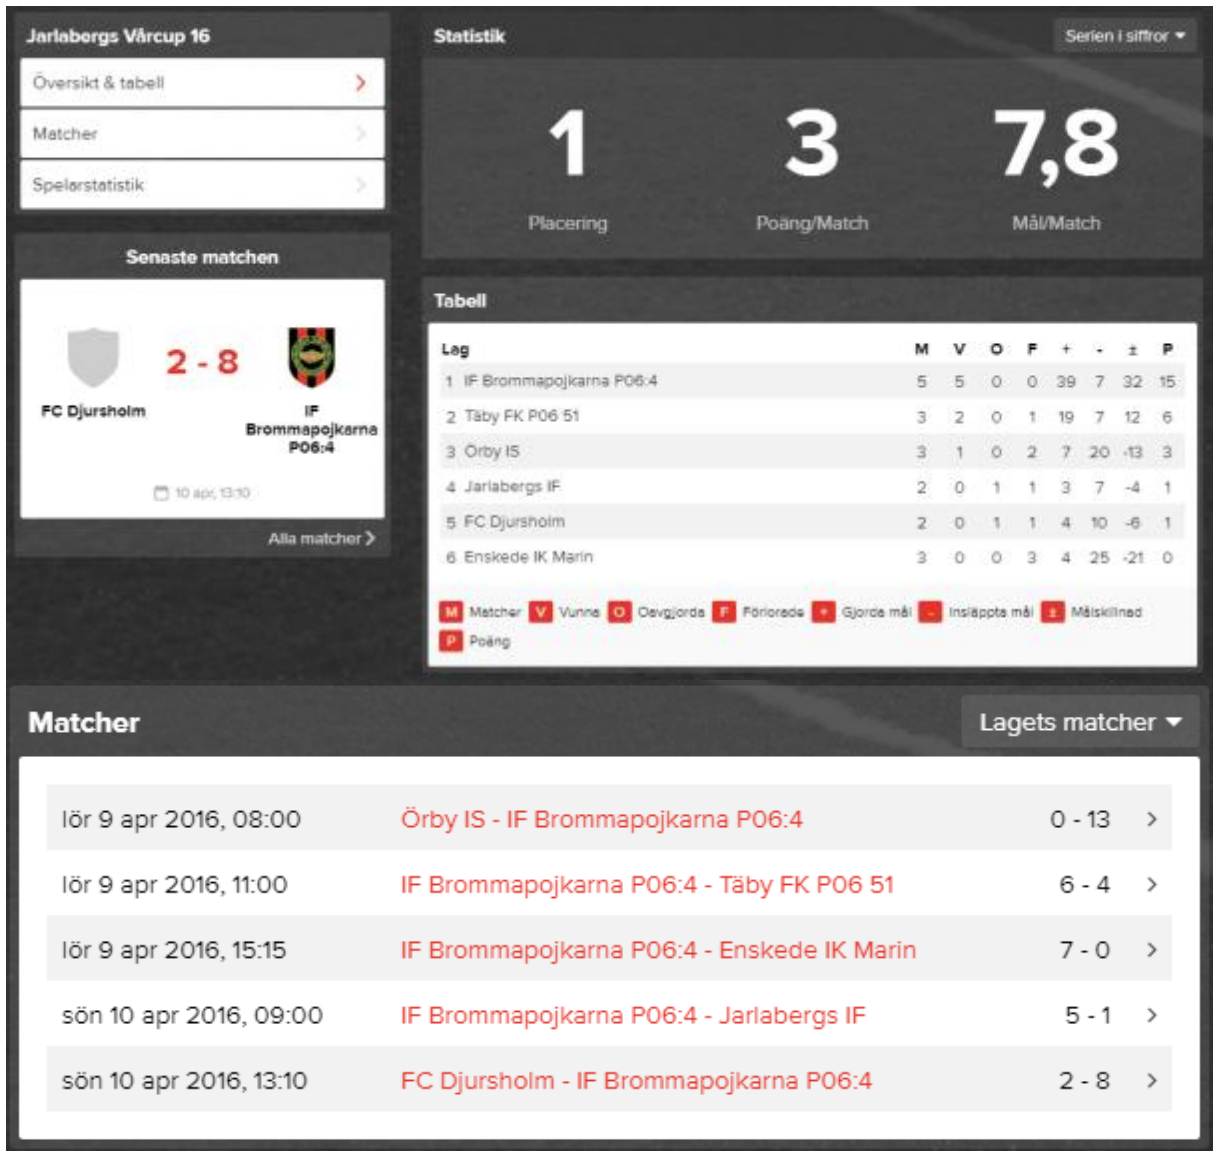 Jarlabergs Vårcup 16
Översikt & tabell
Matcher
Spelarstatistik
Senaste matchen
2 - 8
FC Djursholm
IF
Brommapojkarna
P06:4
10 apr, 13:10
Alla matcher
Statistik
Serien i siffror
1 3 7,8
Placering Poäng/Match Mål/Match
Tabell
Lag M V O F + - ± P
1 IF Brommapojkarna P06:4 5 5 0 0 39 7 32 15
2 Täby FK P06 51 3 2 0 1 19 7 12 6
3 Örby IS 3 1 0 2 7 20 -13 3
4 Jarlabergs IF 2 0 1 1 3 7 -4 1
5 FC Djursholm 2 0 1 1 4 10 -6 1
6 Enskede IK Marin 3 0 0 3 4 25 -21 0
M Matcher V Vunna O Oavgjorda F Förlorade + Gjorda mål - Insläppta mål ± Målskillnad
P Poäng
Matcher
Lagets matcher
lör 9 apr 2016, 08:00 Örby IS - IF Brommapojkarna P06:4 0 - 13
lör 9 apr 2016, 11:00 IF Brommapojkarna P06:4 - Täby FK P06 51 6 - 4
lör 9 apr 2016, 15:15 IF Brommapojkarna P06:4 - Enskede IK Marin 7 - 0
sön 10 apr 2016, 09:00 IF Brommapojkarna P06:4 - Jarlabergs IF 5 - 1
sön 10 apr 2016, 13:10 FC Djursholm - IF Brommapojkarna P06:4 2 - 8